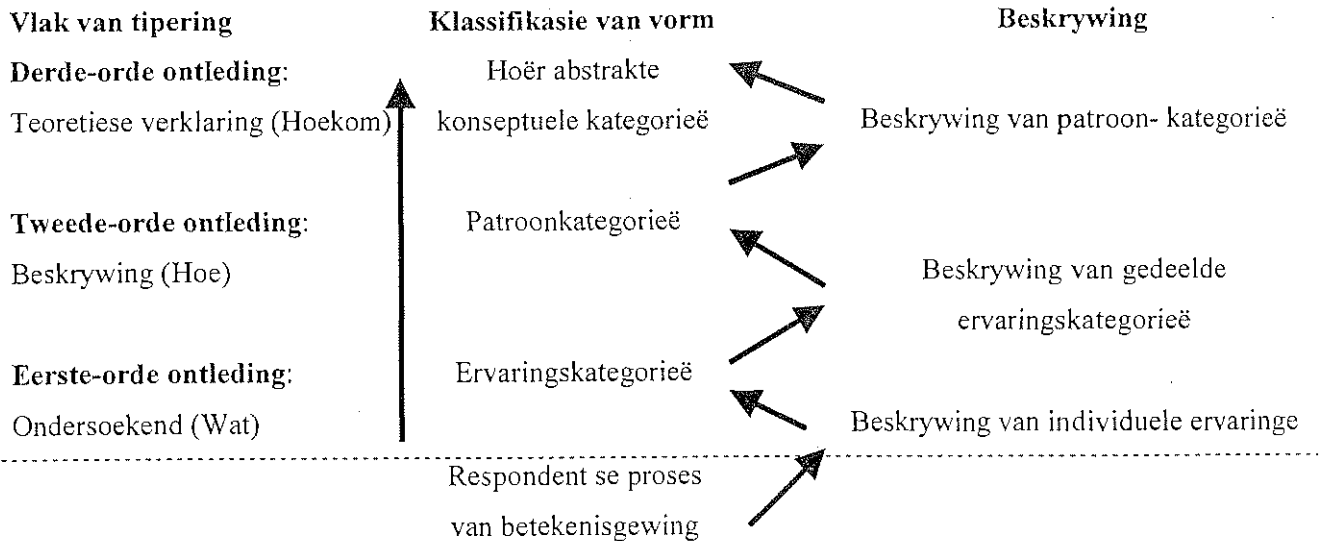 Vlak van tipering Klassifikasie van vorm Beskrywing
Derde-orde ontleding: Hoër abstrakte
Teoretiese verklaring (Hoekom) konseptuele kategorieë Beskrywing van patroon- kategorieë
Tweede-orde ontleding: Patroonkategorieë
Beskrywing (Hoe) Beskrywing van gedeelde
ervaringskategorieë
Eerste-orde ontleding: Ervaringskategorieë
Ondersoekend (Wat) Beskrywing van individuele ervaringe
Respondent se proses
van betekenisgewing